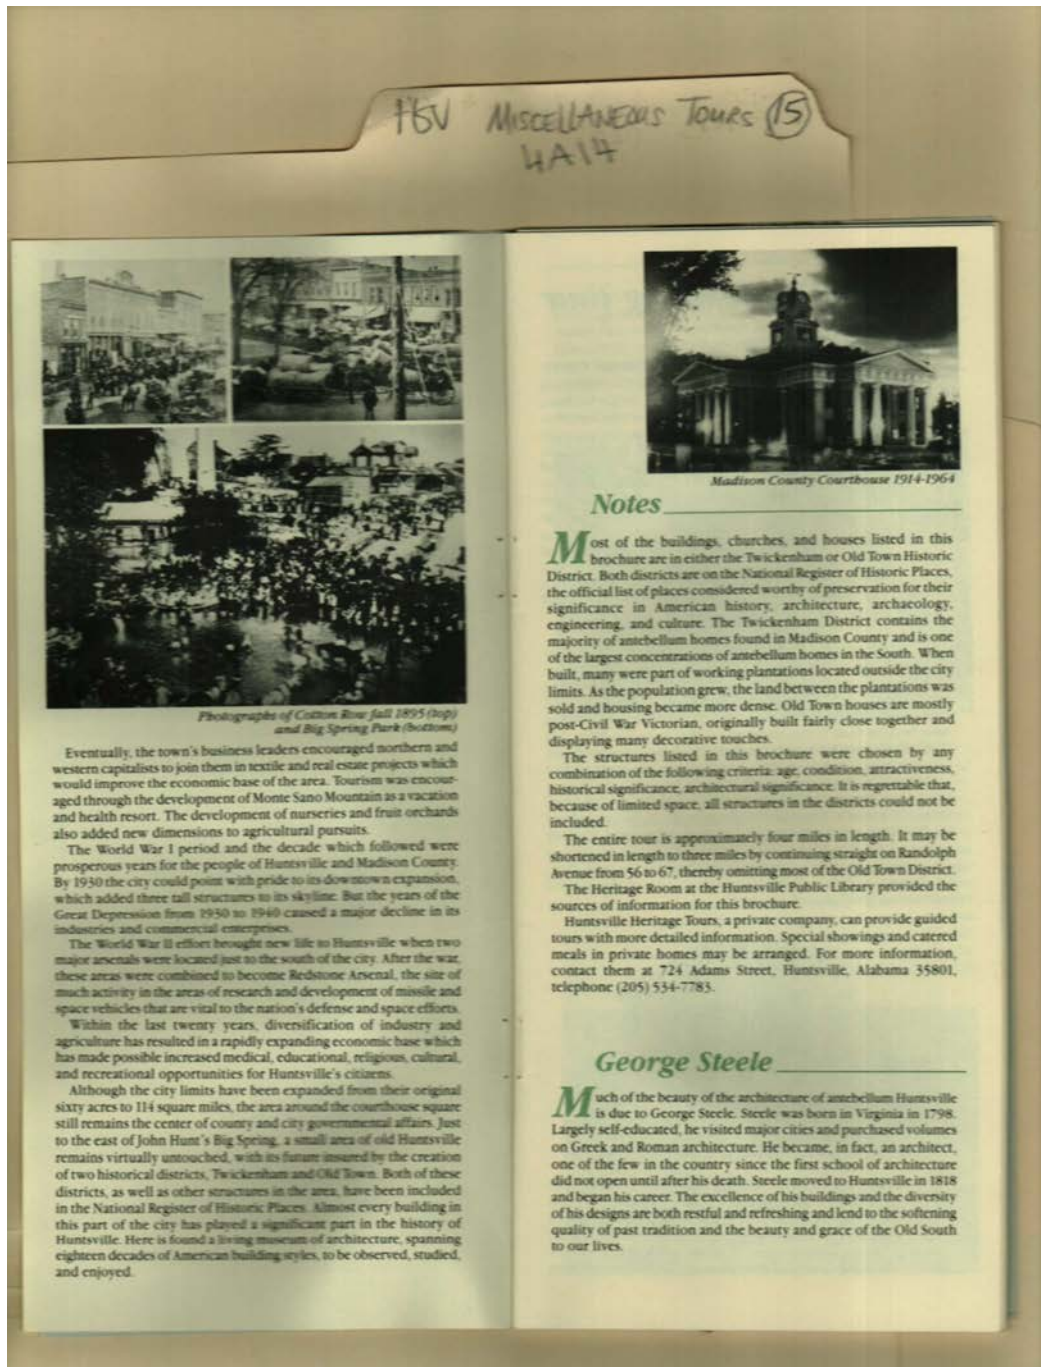 HSV MISCELLANEOUS TOURS 15
4A14
Photographs of Cotton Row fall 1895 (top)
and Big Spring Park (bottom)
Eventually, the town's business leaders encouraged northern and
western capitalists to join them in textile and real estate projects which
would improve the economic base of the area. Tourism was encour-
aged through the development of Monte Sano Mountain as a vacation
and health resort. The development of nurseries and fruit orchards
also added new dimensions to agricultural pursuits.
The World War I period and the decade which followed were
prosperous years for the people of Huntsville and Madison County.
By 1930 the city could point with pride to its downtown expansion,
which added three tall structures to its skyline. But the years of the
Great Depression from 1930 to 1940 caused a major decline in its
industries and commercial enterprises.
The World War II effort brought new life to Huntsville when two
major arsenals were located just to the south of the city. After the war,
these areas were combined to become Redstone Arsenal, the site of
much activity in the areas of research and development of missile and
space vehicles that are vital to the nation's defense and space efforts.
Within the last twenty years, diversification of industry and
agriculture has resulted in a rapidly expanding economic base which
has made possible increased medical, educational, religious, cultural,
and recreational opportunities for Huntsville's citizens.
Although the city limits have been expanded from their original
sixty acres to 114 square miles, the area around the courthouse square
still remains the center of county and city governmental affairs. Just
to the east of John Hunt's Big Spring, a small area of old Huntsville
remains virtually untouched, with its future insured by the creation
of two historical districts, Twickenham and Old Town. Both of these
districts, as well as other structures in the area, have been included
in the National Register of Historic Places. Almost every building in
this part of the city has played a significant part in the history of
Huntsville. Here is found a living museum of architecture, spanning
eighteen decades of American building styles, to be observed, studied,
and enjoyed.
Madison County Courthouse 1914-1964
Notes
Most of the buildings, churches, and houses listed in this
brochure are in either the Twickenham or Old Town Historic
District. Both districts are on the National Register of Historic Places,
the official list of places considered worthy of preservation for their
significance in American history, architecture, archaeology,
engineering, and culture. The Twickenham District contains the
majority of antebellum homes found in Madison County and is one
of the largest concentrations of antebellum homes in the South. When
built, many were part of working plantations located outside the city
limits. As the population grew, the land between the plantations was
sold and housing became more dense. Old Town houses are mostly
post-Civil War Victorian, originally built fairly close together and
displaying many decorative touches.
The structures listed in this brochure were chosen by any
combination of the following criteria: age, condition, attractiveness,
historical significance, architectural significance. It is regrettable that,
because of limited space, all structures in the districts could not be
included.
The entire tour is approximately four miles in length. It may be
shortened in length to three miles by continuing straight on Randolph
Avenue from 56 to 67, thereby omitting most of the Old Town District.
The Heritage Room at the Huntsville Public Library provided the
sources of information for this brochure.
Huntsville Heritage Tours, a private company, can provide guided
tours with more detailed information. Special showings and catered
meals in private homes may be arranged. For more information,
contact them at 724 Adams Street, Huntsville, Alabama 35801,
telephone (205) 534-7783.
George Steele
Much of the beauty of the architecture of antebellum Huntsville
is due to George Steele. Steele was born in Virginia in 1798.
Largely self-educated, he visited major cities and purchased volumes
on Greek and Roman architecture. He became, in fact, an architect,
one of the few in the country since the first school of architecture
did not open until after his death. Steele moved to Huntsville in 1818
and began his career. The excellence of his buildings and the diversity
of his designs are both restful and refreshing and lend to the softening
quality of past tradition and the beauty and grace of the Old South
to our lives.